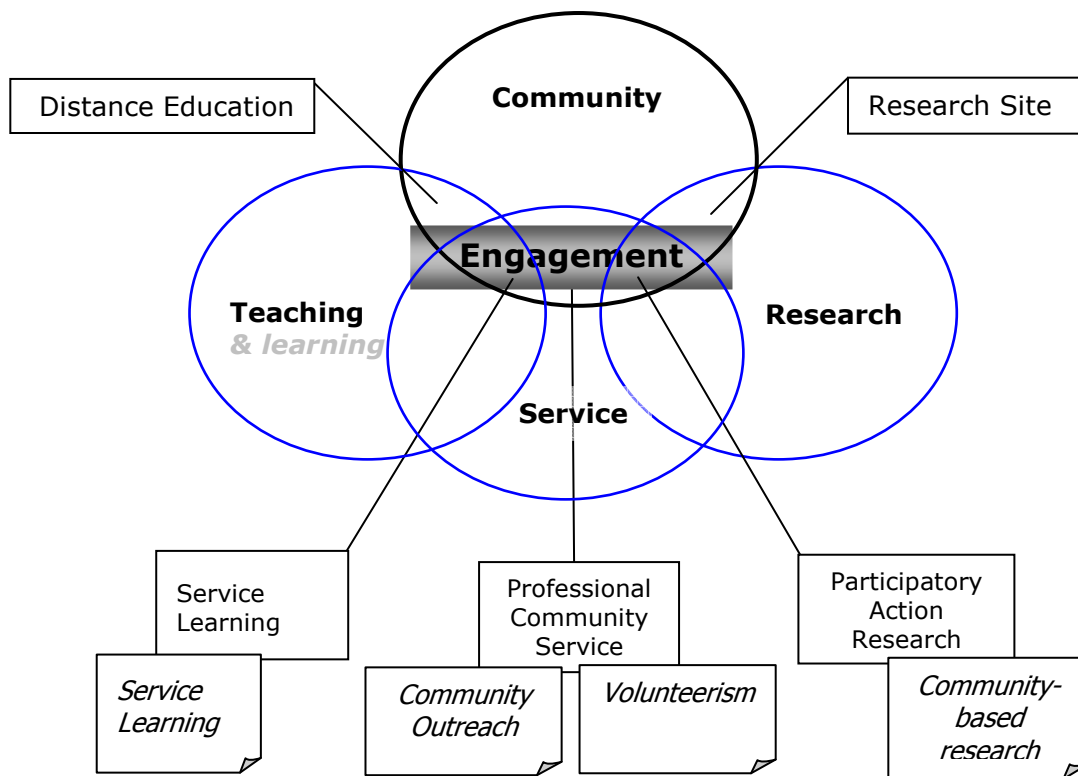 Community
Distance Education
Research Site
Engagement
Teaching
& learning
Research
Service
Service
Learning
Professional
Community
Service
Participatory
Action
Research
Service
Learning
Community
Outreach
Volunteerism
Community-
based
research